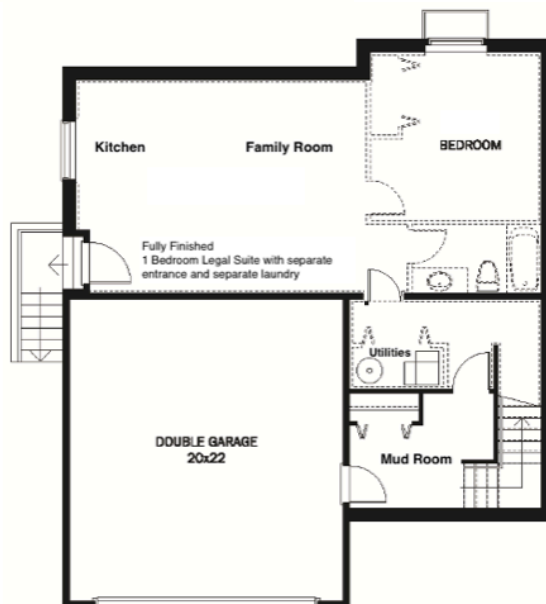 Kitchen
Family Room
BEDROOM
Fully Finished
1 Bedroom Legal Suite with separate
entrance and separate laundry
Utilities
DOUBLE GARAGE
20x22
Mud Room